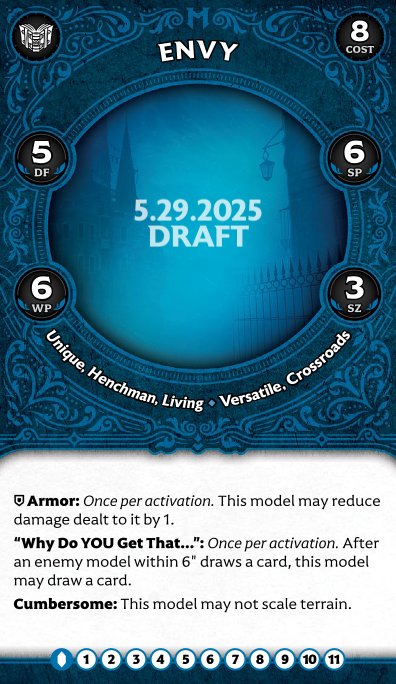 ENVY
8
COST
5
DF
6
SP
5.29.2025
DRAFT
6
WP
3
SZ
Unique, Henchman, Living ◆ Versatile, Crossroads
Armor: Once per activation. This model may reduce
damage dealt to it by 1.
“Why Do YOU Get That...”: Once per activation. After
an enemy model within 6" draws a card, this model
may draw a card.
Cumbersome: This model may not scale terrain.
1 2 3 4 5 6 7 8 9 10 11